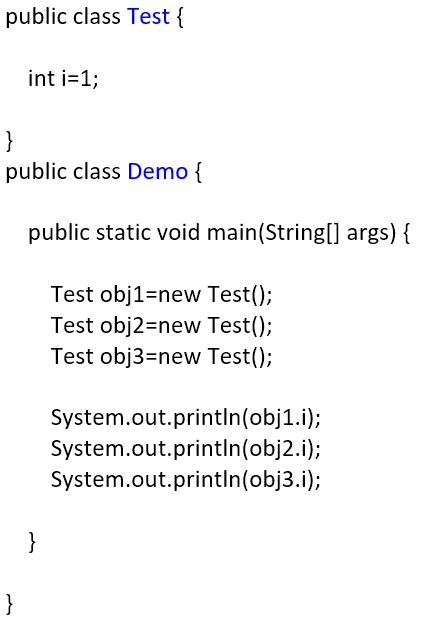 public class Test {
int i=1;
}
public class Demo {
public static void main(String[] args) {
Test obj1=new Test();
Test obj2=new Test();
Test obj3=new Test();
System.out.println(obj1.i);
System.out.println(obj2.i);
System.out.println(obj3.i);
}
}